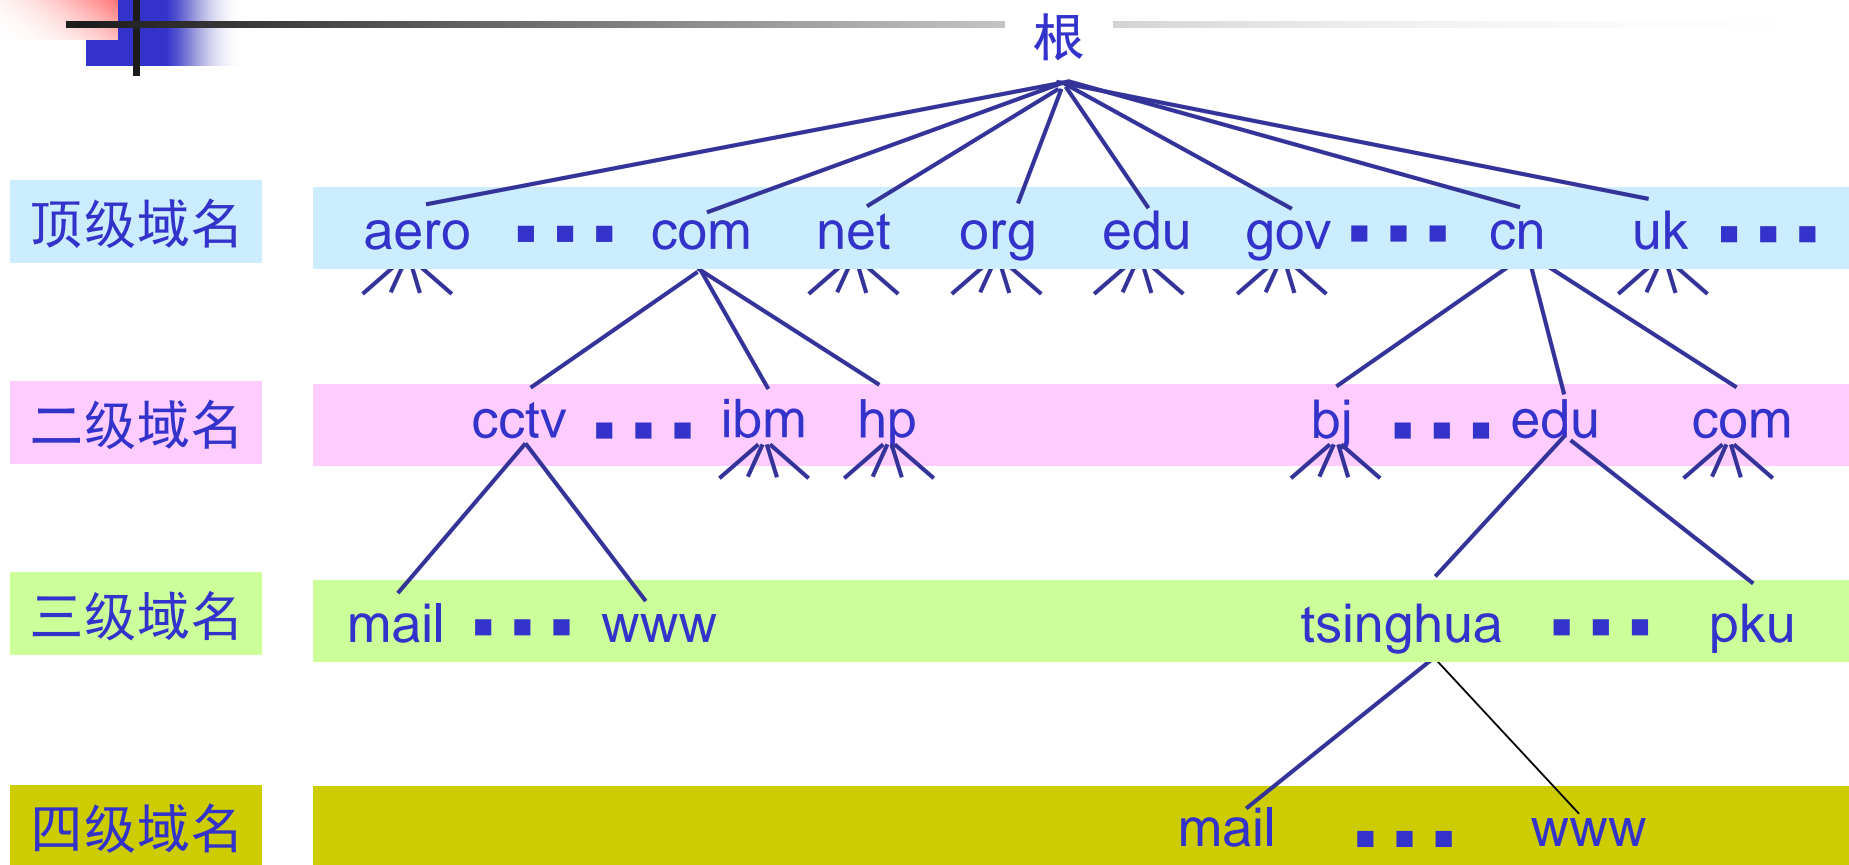 根
顶级域名 aero ▪▪▪ com net org edu gov ▪▪▪ cn uk ▪▪▪
二级域名 cctv ▪▪▪ ibm hp bj ▪▪▪ edu com
三级域名 mail ▪▪▪ www tsinghua ▪▪▪ pku
四级域名 mail ▪▪▪ www